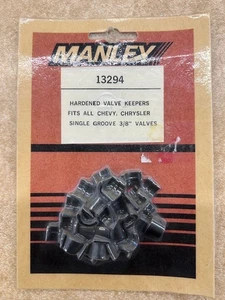 MANLEY
13294
HARDENED VALVE KEEPERS
FITS ALL CHEVY, CHRYSLER
SINGLE GROOVE 3/8" VALVES